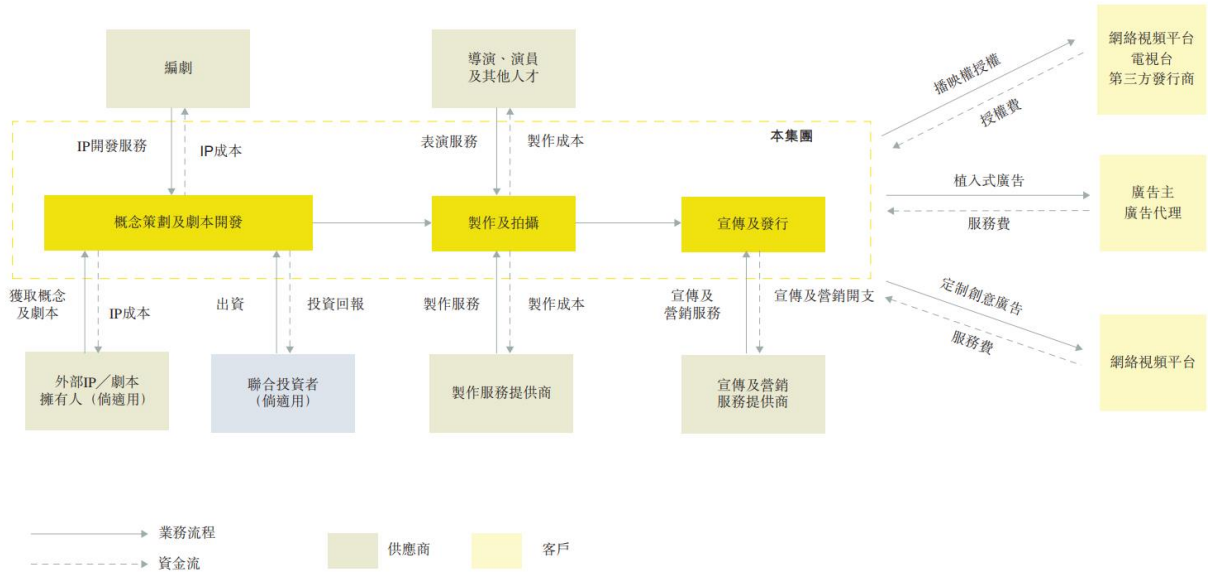 編劇
導演、演員
及其他人才
網絡視頻平台
電視台
第三方發行商
播映權授權
授權費
本集團
IP開發服務
IP成本
表演服務
製作成本
植入式廣告
服務費
廣告主
廣告代理
概念策劃及劇本開發
製作及拍攝
宣傳及發行
獲取概念
及劇本
IP成本
出資
投資回報
製作服務
製作成本
宣傳及
營銷服務
宣傳及營銷開支
定制創意廣告
服務費
網絡視頻平台
外部IP／劇本
擁有人（倘適用）
聯合投資者
（倘適用）
製作服務提供商
宣傳及營銷
服務提供商
業務流程
資金流
供應商
客戶